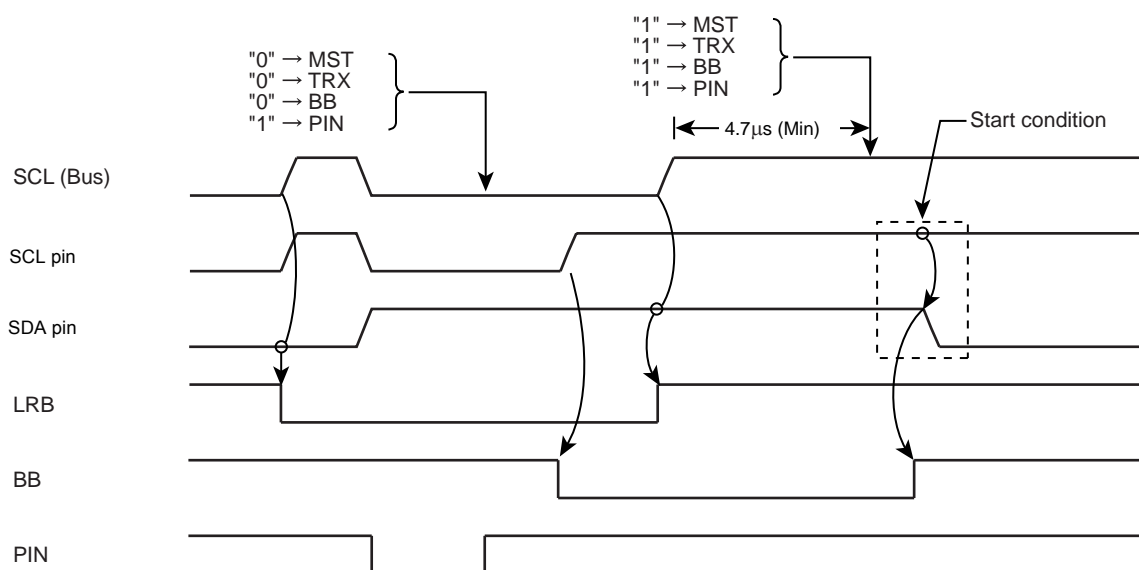 "0" → MST
"0" → TRX
"0" → BB
"1" → PIN
"1" → MST
"1" → TRX
"1" → BB
"1" → PIN
4.7μs (Min)
Start condition
SCL (Bus)
SCL pin
SDA pin
LRB
BB
PIN